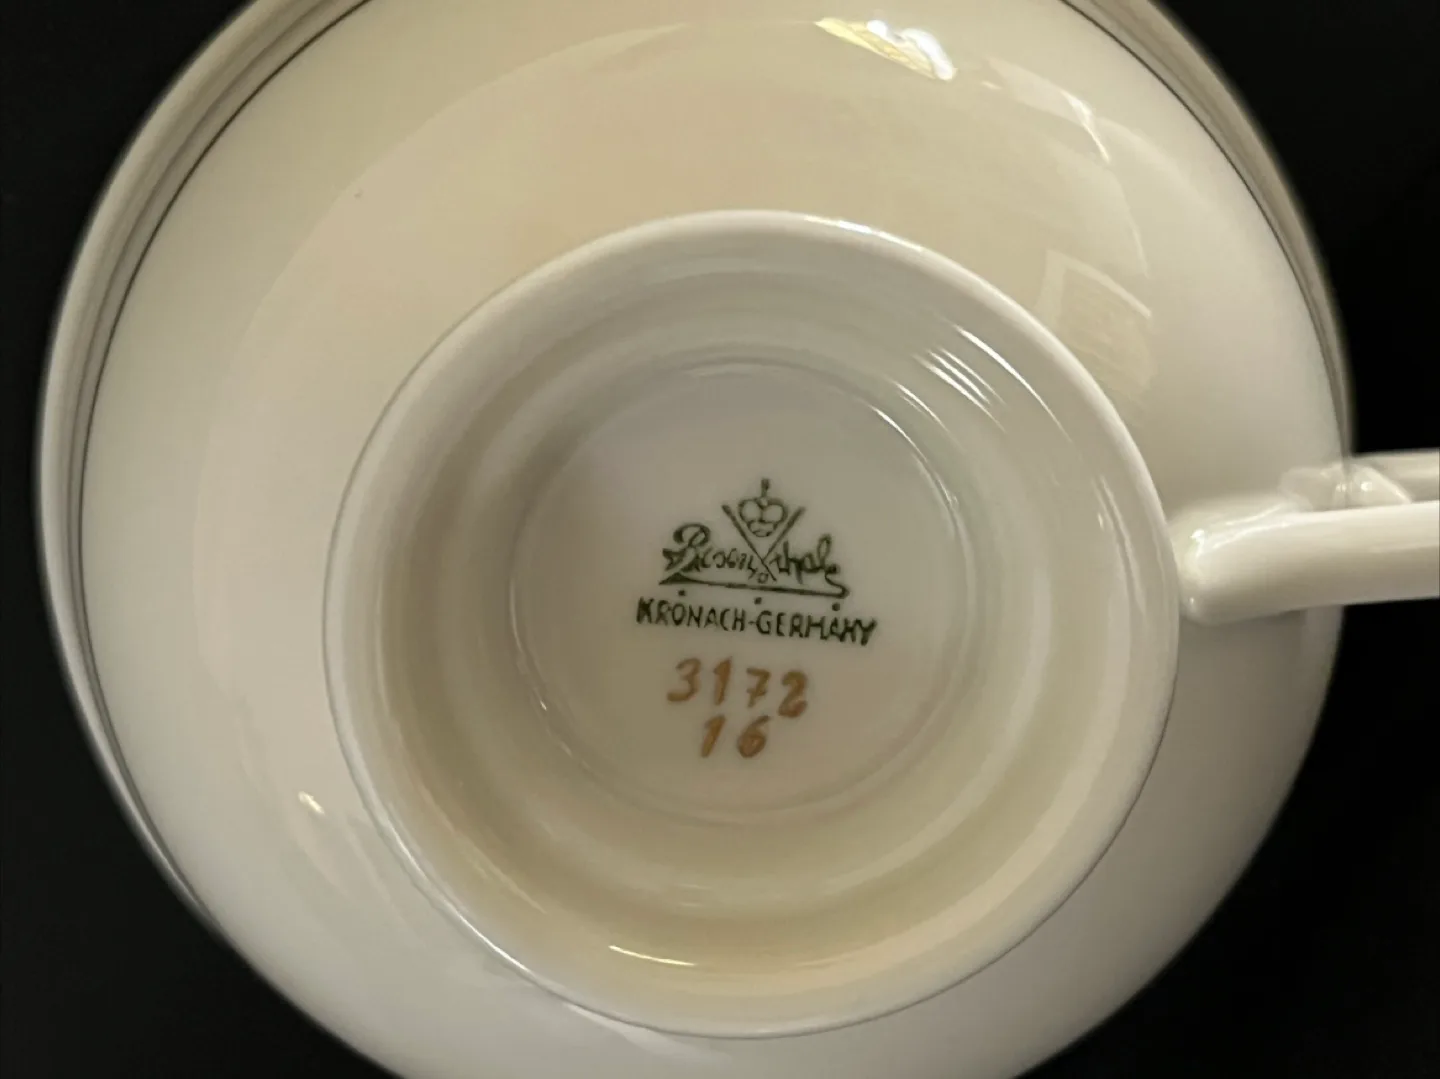 Rosenthal
KRONACH-GERMANY
3172
16